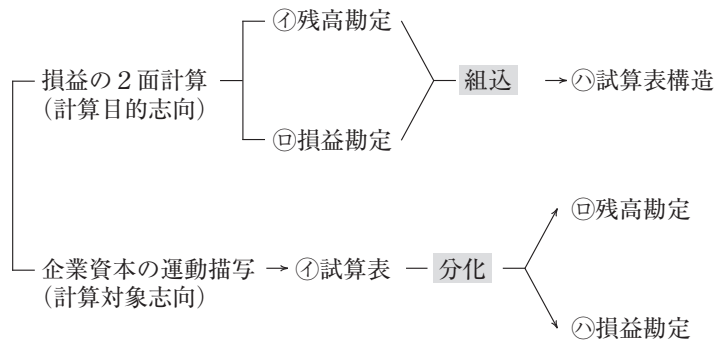 ㋑残高勘定
損益の2面計算
(計算目的志向)
組込
㋩試算表構造
㋺損益勘定
㋺残高勘定
企業資本の運動描写
(計算対象志向)
㋑試算表
分化
㋩損益勘定